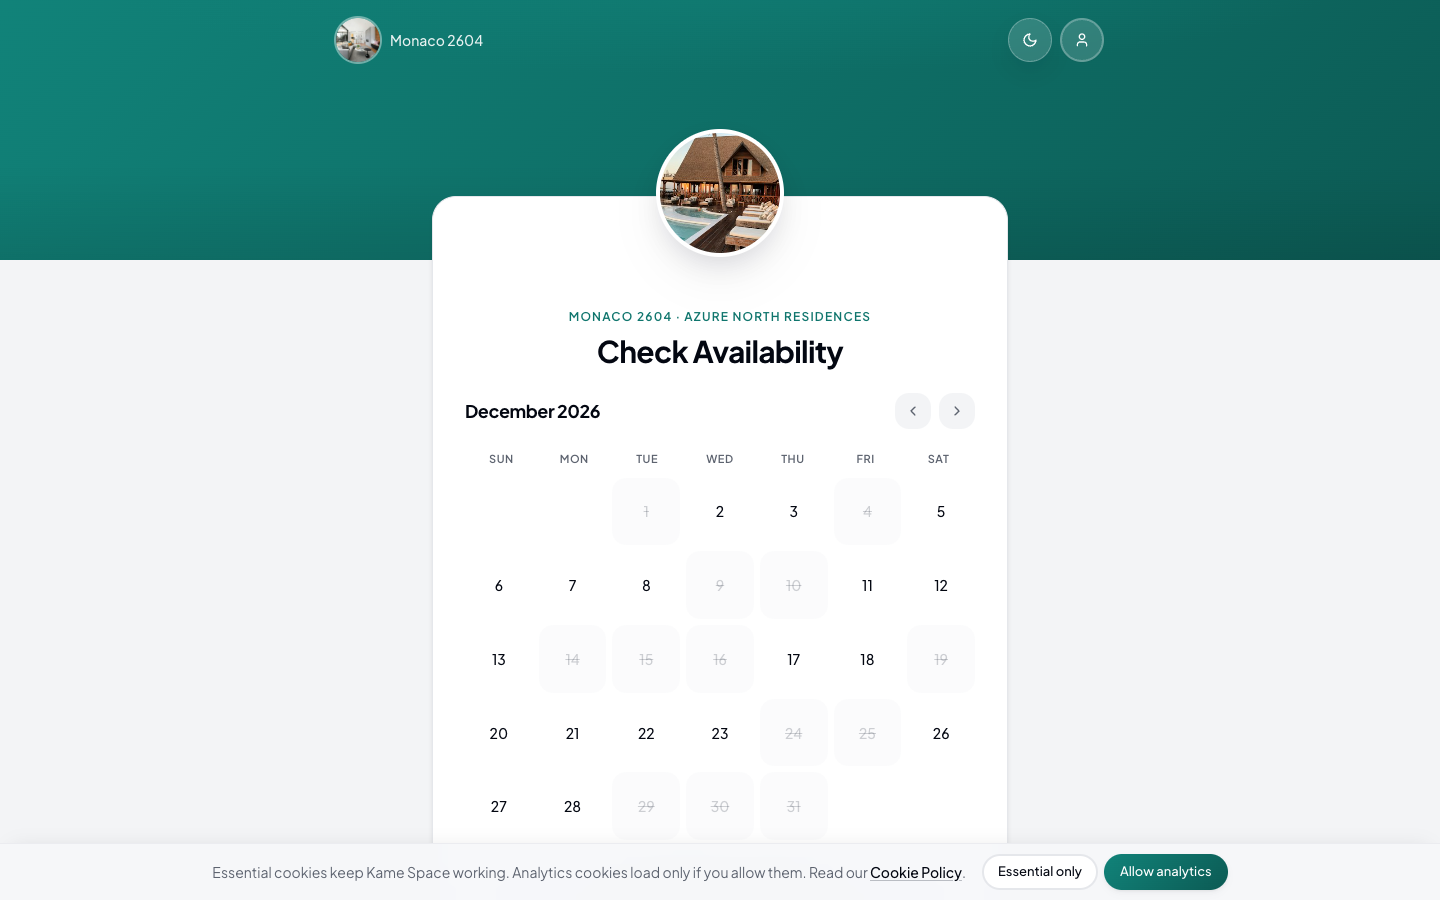 Monaco 2604
MONACO 2604 · AZURE NORTH RESIDENCES
Check Availability
December 2026
SUN MON TUE WED THU FRI SAT
1 2 3 4 5
6 7 8 9 10 11 12
13 14 15 16 17 18 19
20 21 22 23 24 25 26
27 28 29 30 31
Essential cookies keep Kame Space working. Analytics cookies load only if you allow them. Read our Cookie Policy. Essential only Allow analytics